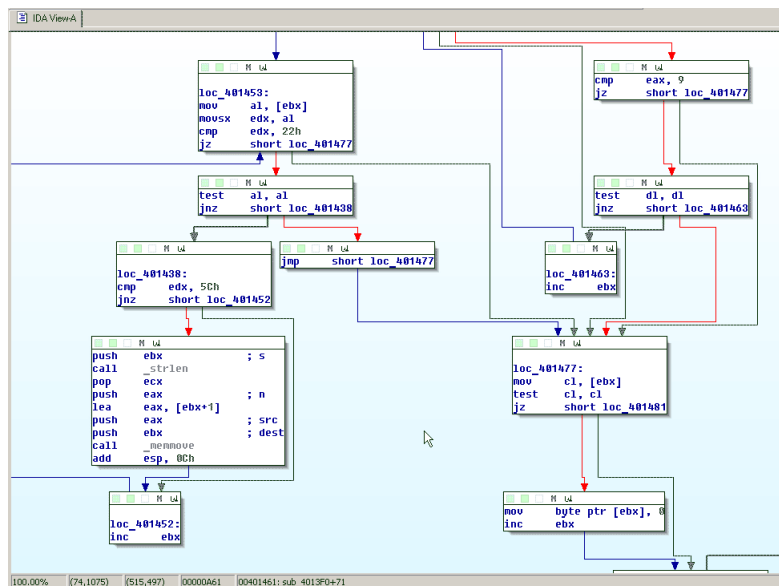 IDA View-A
loc_401453:
mov al, [ebx]
movsx edx, al
cmp edx, 22h
jz short loc_401477
cmp eax, 9
jz short loc_401477
test al, al
jnz short loc_401438
test dl, dl
jnz short loc_401463
loc_401438:
cmp edx, 5Ch
jnz short loc_401452
jmp short loc_401477
loc_401463:
inc ebx
push ebx ; s
call _strlen
pop ecx
push eax ; n
lea eax, [ebx+1]
push eax ; src
push ebx ; dest
call _memmove
add esp, 0Ch
loc_401477:
mov cl, [ebx]
test cl, cl
jz short loc_401481
loc_401452:
inc ebx
mov byte ptr [ebx], 0
inc ebx
100.00% (74,1075) (515,497) 00000A61 00401461: sub_4013F0+71